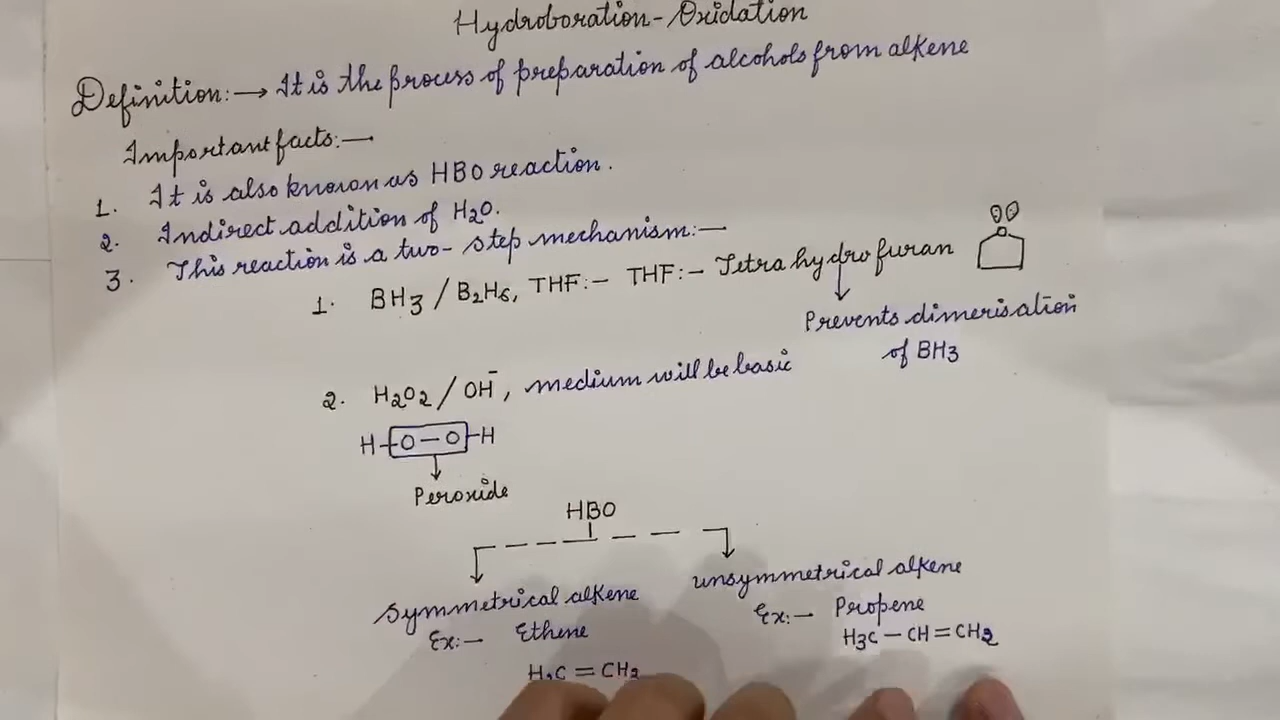 Hydroboration-Oxidation
Definition:→ It is the process of preparation of alcohols from alkene
Important facts:—
1. It is also known as HBO reaction.
2. Indirect addition of H₂O.
3. This reaction is a two-step mechanism:—
1. BH₃ / B₂H₆, THF:- THF:- Tetrahydrofuran
O
Prevents dimerisation
of BH₃
2. H₂O₂ / OH⁻, medium will be basic
H-O-O-H
Peroxide
HBO
symmetrical alkene
Ex:- Ethene
H₂C=CH₂
unsymmetrical alkene
Ex:- Propene
H₃C-CH=CH₂